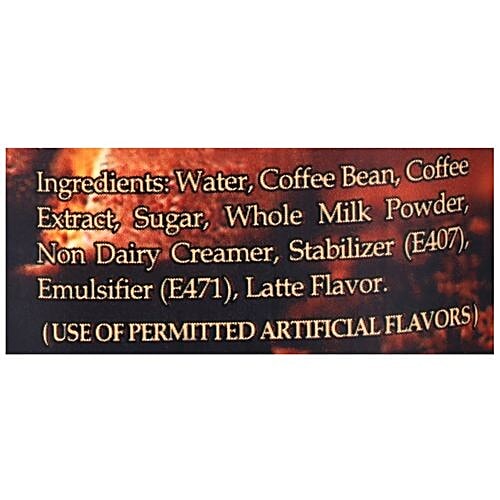 Ingredients: Water, Coffee Bean, Coffee
Extract, Sugar, Whole Milk Powder,
Non Dairy Creamer, Stabilizer (E407),
Emulsifier (E471), Latte Flavor.
(USE OF PERMITTED ARTIFICIAL FLAVORS)